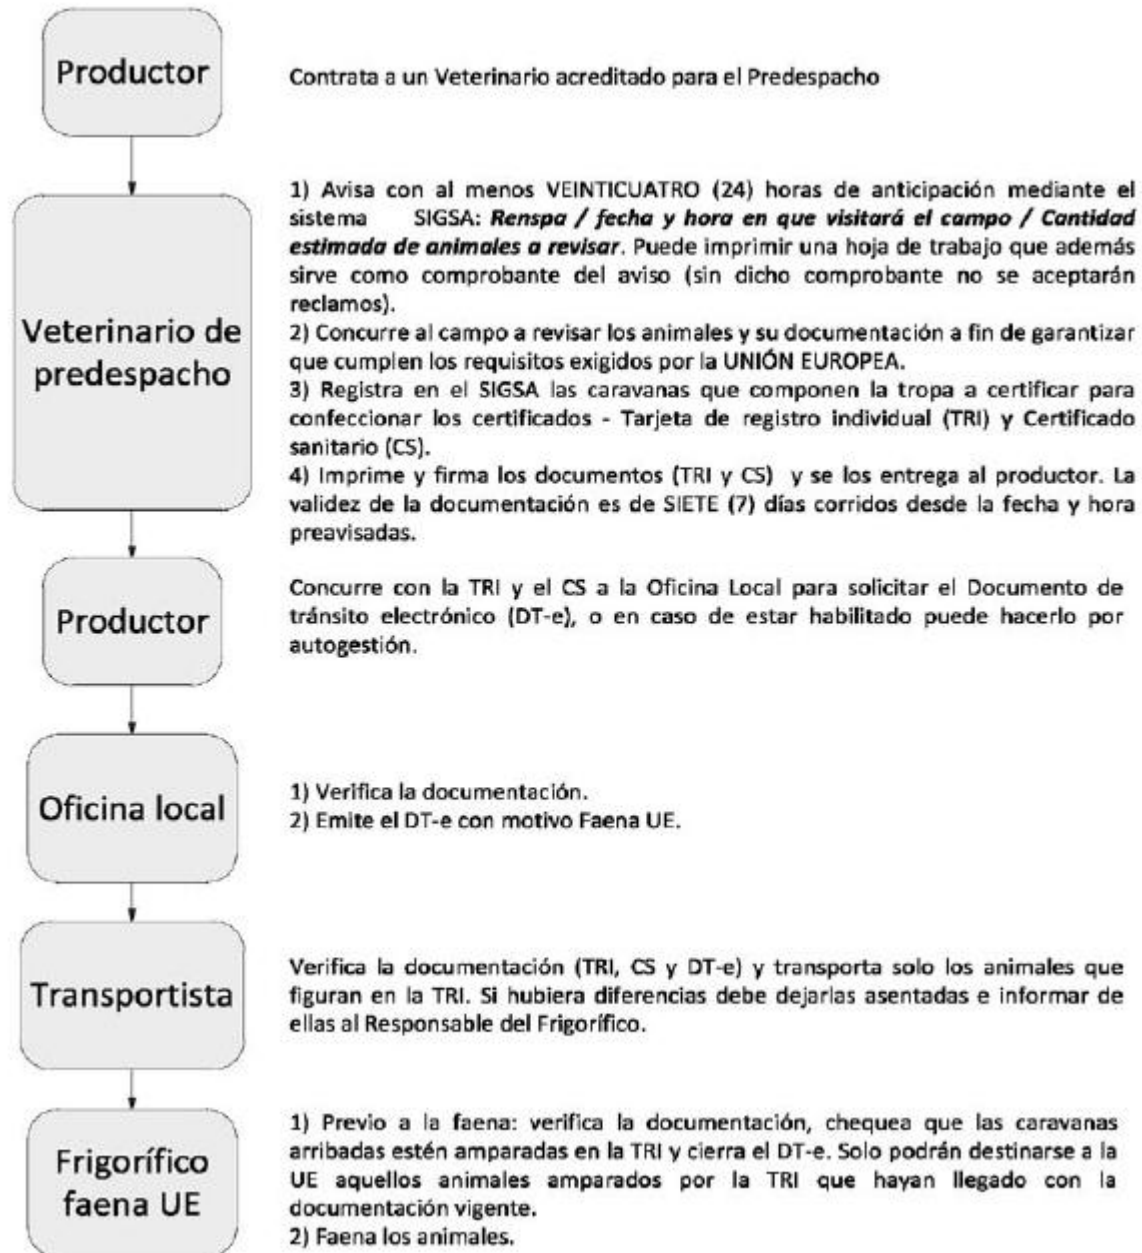 Productor
Contrata a un Veterinario acreditado para el Predespacho
Veterinario de
predespacho
1) Avisa con al menos VEINTICUATRO (24) horas de anticipación mediante el
sistema SIGSA: Renspa / fecha y hora en que visitará el campo / Cantidad
estimada de animales a revisar. Puede imprimir una hoja de trabajo que además
sirve como comprobante del aviso (sin dicho comprobante no se aceptarán
reclamos).
2) Concurre al campo a revisar los animales y su documentación a fin de garantizar
que cumplen los requisitos exigidos por la UNIÓN EUROPEA.
3) Registra en el SIGSA las caravanas que componen la tropa a certificar para
confeccionar los certificados - Tarjeta de registro individual (TRI) y Certificado
sanitario (CS).
4) Imprime y firma los documentos (TRI y CS) y se los entrega al productor. La
validez de la documentación es de SIETE (7) días corridos desde la fecha y hora
preavisadas.
Productor
Concurre con la TRI y el CS a la Oficina Local para solicitar el Documento de
tránsito electrónico (DT-e), o en caso de estar habilitado puede hacerlo por
autogestión.
Oficina local
1) Verifica la documentación.
2) Emite el DT-e con motivo Faena UE.
Transportista
Verifica la documentación (TRI, CS y DT-e) y transporta solo los animales que
figuran en la TRI. Si hubiera diferencias debe dejarlas asentadas e informar de
ellas al Responsable del Frigorífico.
Frigorífico
faena UE
1) Previo a la faena: verifica la documentación, chequea que las caravanas
arribadas estén amparadas en la TRI y cierra el DT-e. Solo podrán destinarse a la
UE aquellos animales amparados por la TRI que hayan llegado con la
documentación vigente.
2) Faena los animales.